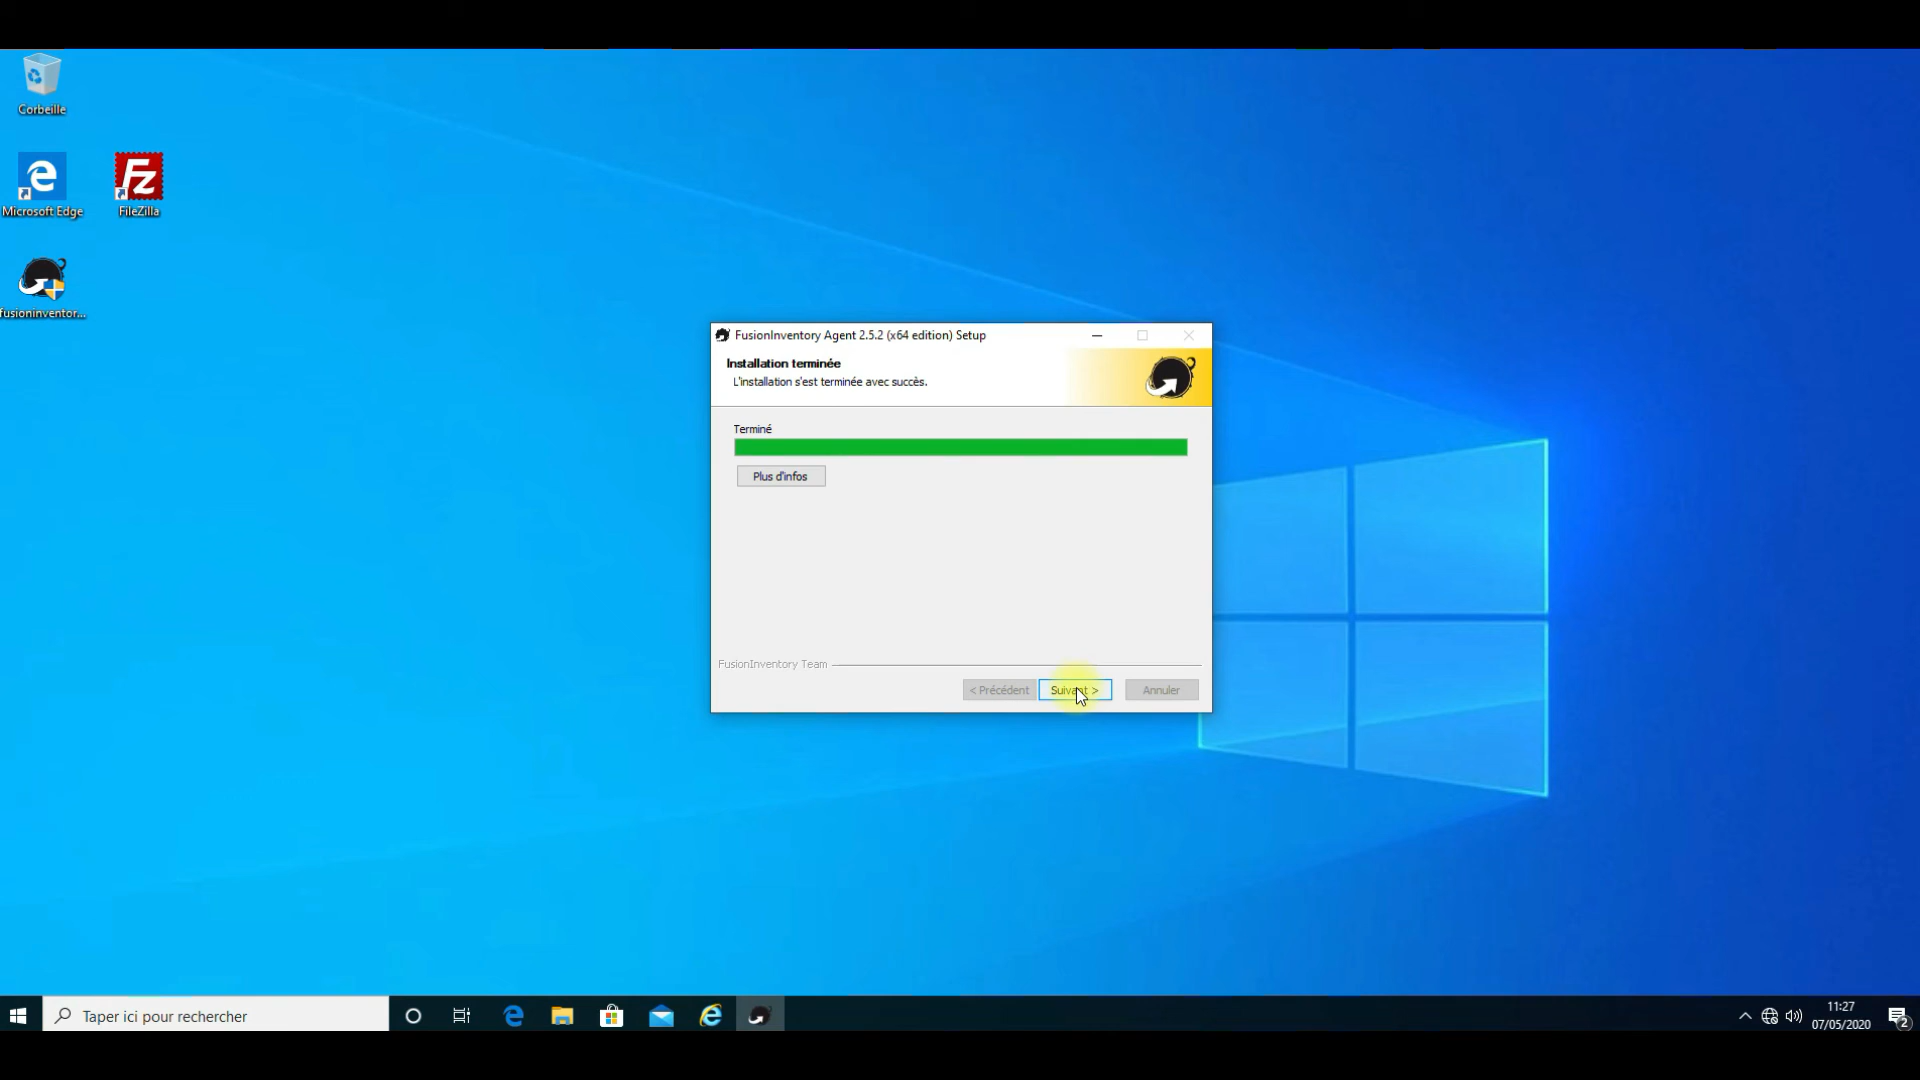 Corbeille
Microsoft Edge
FileZilla
fusioninventor...
FusionInventory Agent 2.5.2 (x64 edition) Setup
Installation terminée
L'installation s'est terminée avec succès.
Terminé
Plus d'infos
FusionInventory Team
< Précédent
Suivant >
Annuler
Taper ici pour rechercher
11:27
07/05/2020
2